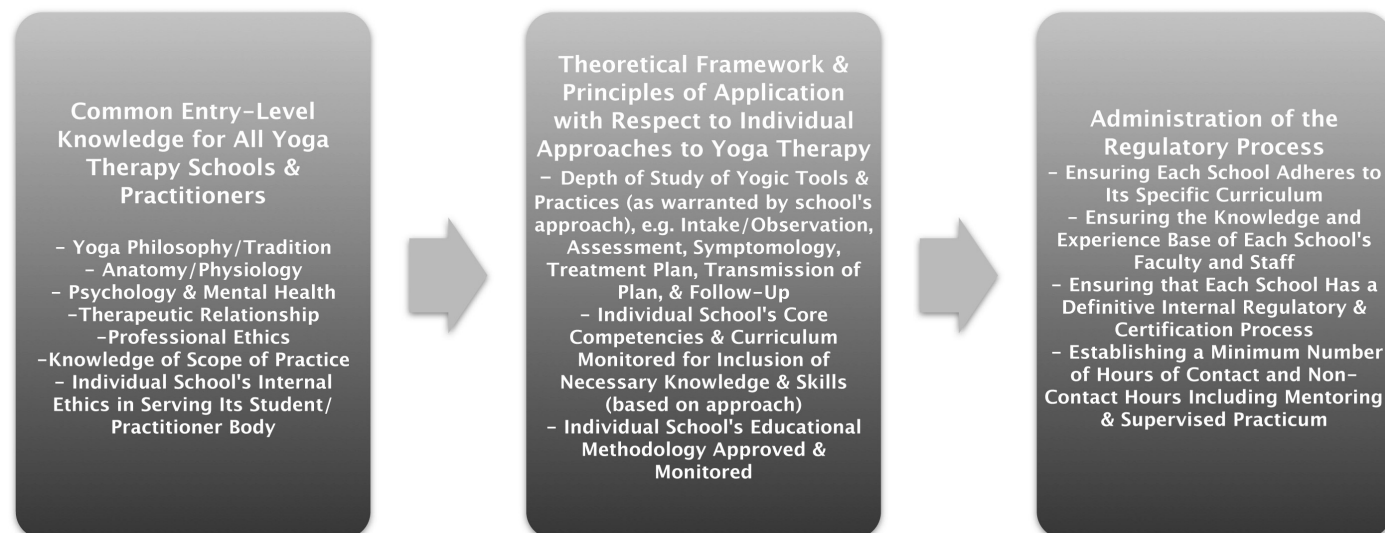 Common Entry-Level
Knowledge for All Yoga
Therapy Schools &
Practitioners
- Yoga Philosophy/Tradition
- Anatomy/Physiology
- Psychology & Mental Health
-Therapeutic Relationship
-Professional Ethics
-Knowledge of Scope of Practice
- Individual School's Internal
Ethics in Serving Its Student/
Practitioner Body
Theoretical Framework &
Principles of Application
with Respect to Individual
Approaches to Yoga Therapy
- Depth of Study of Yogic Tools &
Practices (as warranted by school's
approach), e.g. Intake/Observation,
Assessment, Symptomology,
Treatment Plan, Transmission of
Plan, & Follow-Up
- Individual School's Core
Competencies & Curriculum
Monitored for Inclusion of
Necessary Knowledge & Skills
(based on approach)
- Individual School's Educational
Methodology Approved &
Monitored
Administration of the
Regulatory Process
- Ensuring Each School Adheres to
Its Specific Curriculum
- Ensuring the Knowledge and
Experience Base of Each School's
Faculty and Staff
- Ensuring that Each School Has a
Definitive Internal Regulatory &
Certification Process
- Establishing a Minimum Number
of Hours of Contact and Non-
Contact Hours Including Mentoring
& Supervised Practicum